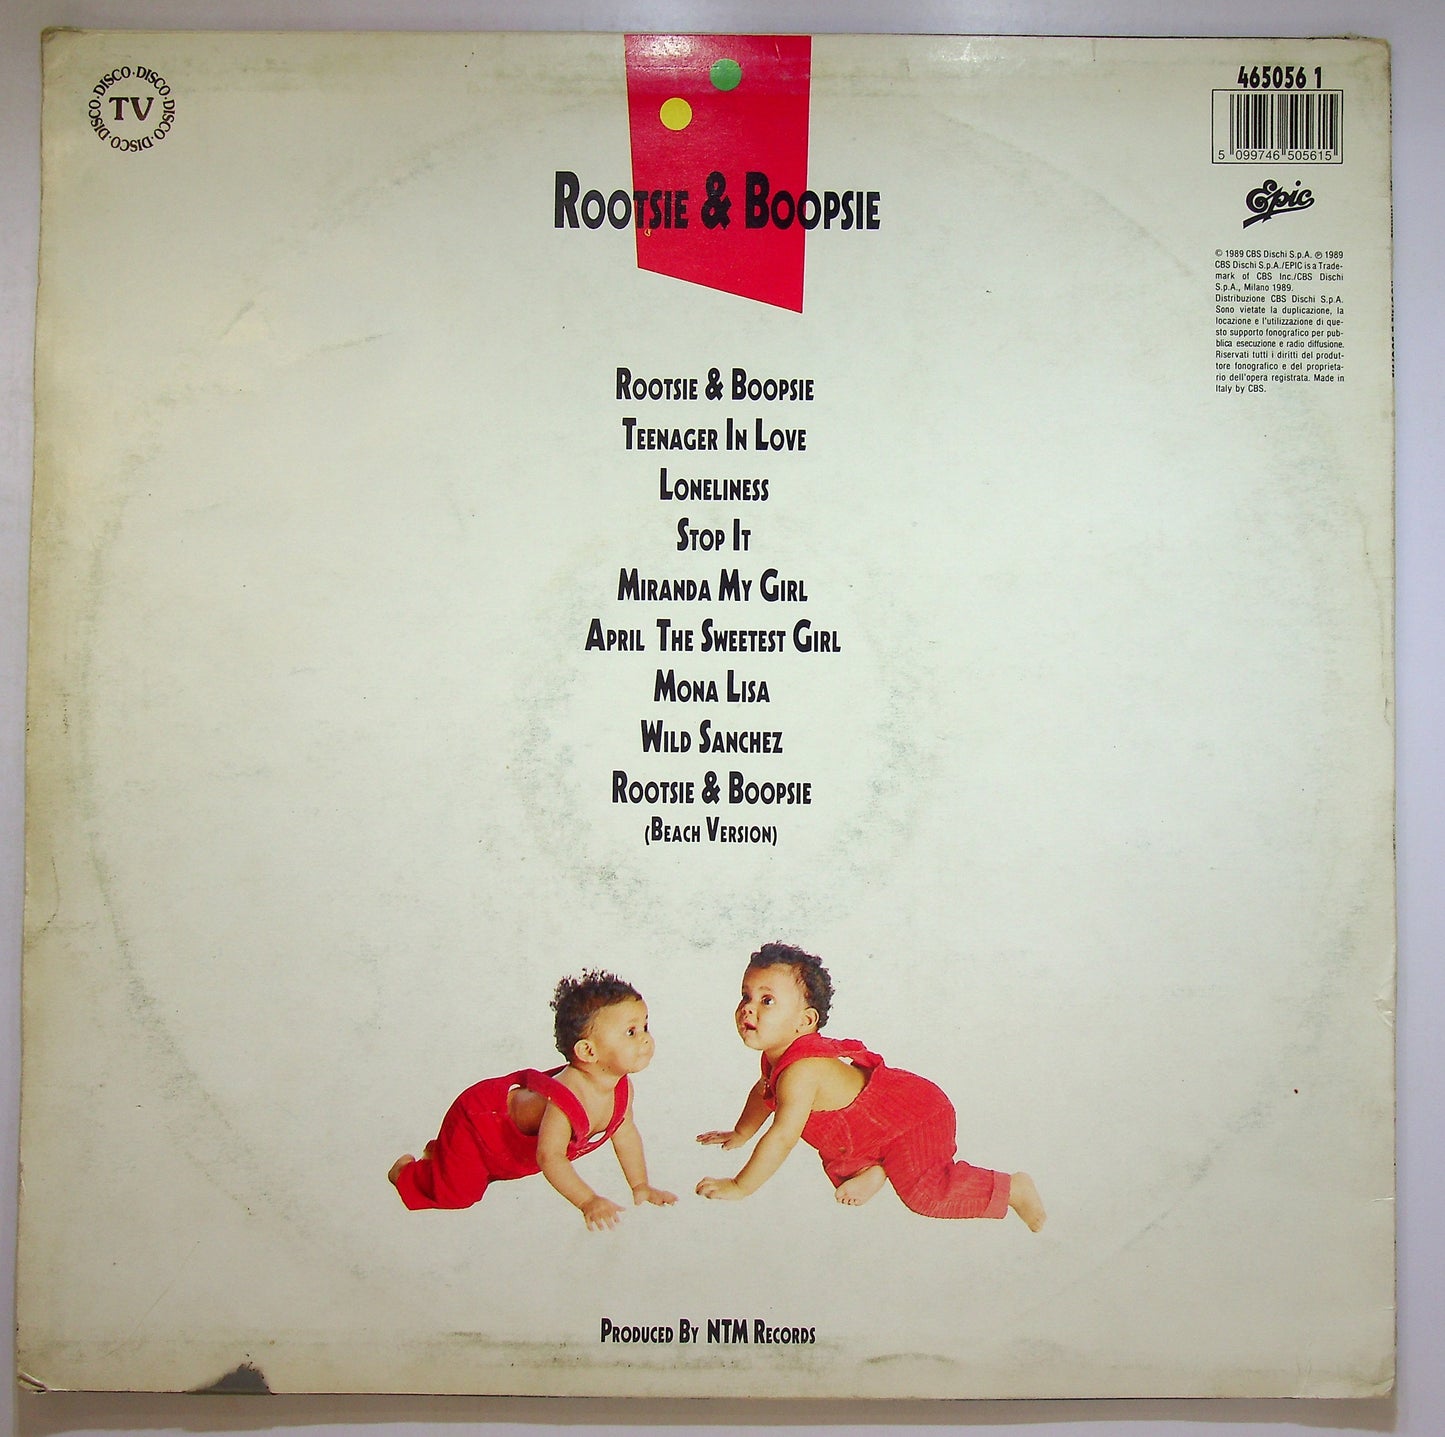 DISCO·DISCO·DISCO·DISCO·DISCO·
TV
465056 1
5 099746 505615
Epic
ROOTSIE & BOOPSIE
© 1989 CBS Dischi S.p.A. ℗ 1989
CBS Dischi S.p.A./EPIC is a Trade-
mark of CBS Inc./CBS Dischi
S.p.A., Milano 1989.
Distribuzione CBS Dischi S.p.A.
Sono vietate la duplicazione, la
locazione e l'utilizzazione di que-
sto supporto fonografico per pub-
blica esecuzione e radio diffusione.
Riservati tutti i diritti del produt-
tore fonografico e del proprieta-
rio dell'opera registrata. Made in
Italy by CBS.
ROOTSIE & BOOPSIE
TEENAGER IN LOVE
LONELINESS
STOP IT
MIRANDA MY GIRL
APRIL THE SWEETEST GIRL
MONA LISA
WILD SANCHEZ
ROOTSIE & BOOPSIE
(BEACH VERSION)
PRODUCED BY NTM RECORDS